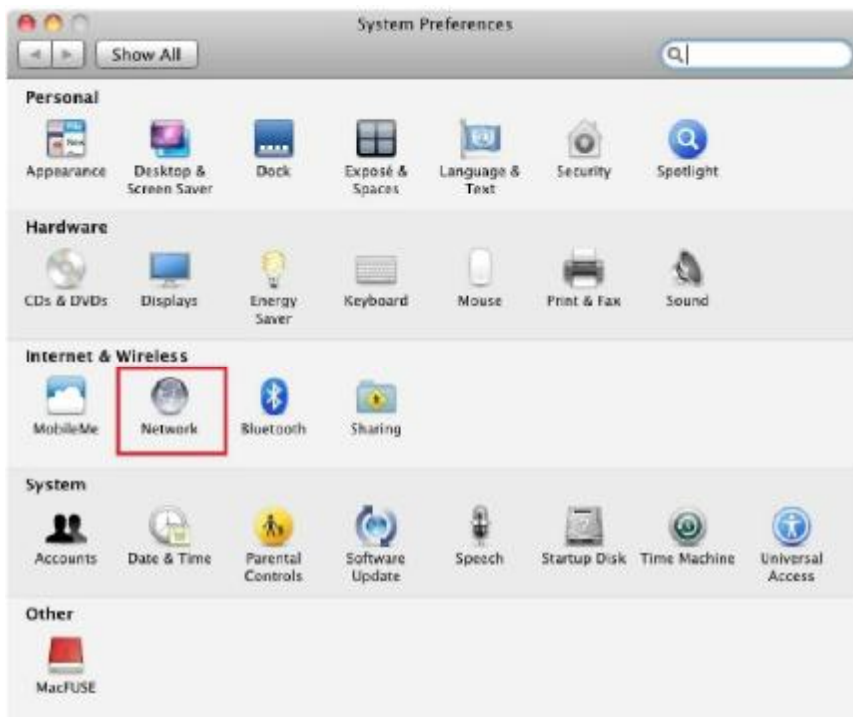 System Preferences
Show All
Personal
Appearance
Desktop &
Screen Saver
Dock
Exposé &
Spaces
Language &
Text
Security
Spotlight
Hardware
CDs & DVDs
Displays
Energy
Saver
Keyboard
Mouse
Print & Fax
Sound
Internet & Wireless
MobileMe
Network
Bluetooth
Sharing
System
Accounts
Date & Time
Parental
Controls
Software
Update
Speech
Startup Disk
Time Machine
Universal
Access
Other
MacFUSE